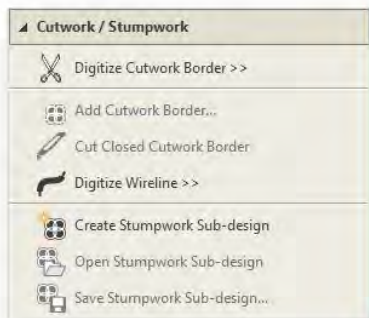 Cutwork / Stumpwork
Digitize Cutwork Border >>
Add Cutwork Border...
Cut Closed Cutwork Border
Digitize Wireline >>
Create Stumpwork Sub-design
Open Stumpwork Sub-design
Save Stumpwork Sub-design...